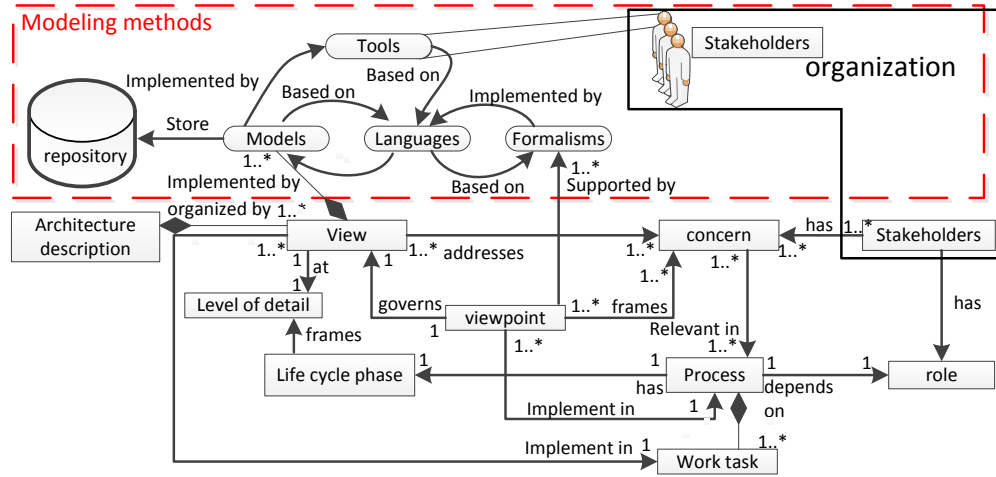 Modeling methods
Tools
Stakeholders
organization
Implemented by
Based on
Based on
Implemented by
Store
repository
Models
Languages
Formalisms
1..*
1..*
Implemented by
Based on
Supported by
organized by
1..*
Architecture
description
View
concern
has
1..*
Stakeholders
1..*
1
1
1..*
addresses
1..*
1..*
1..*
1..*
at
1
Level of detail
governs
1
viewpoint
1..*
frames
has
frames
1..*
Relevant in
1..*
Life cycle phase
1
1
has
Process
1
depends
1
role
Implement in
1
on
1..*
Implement in
1
Work task